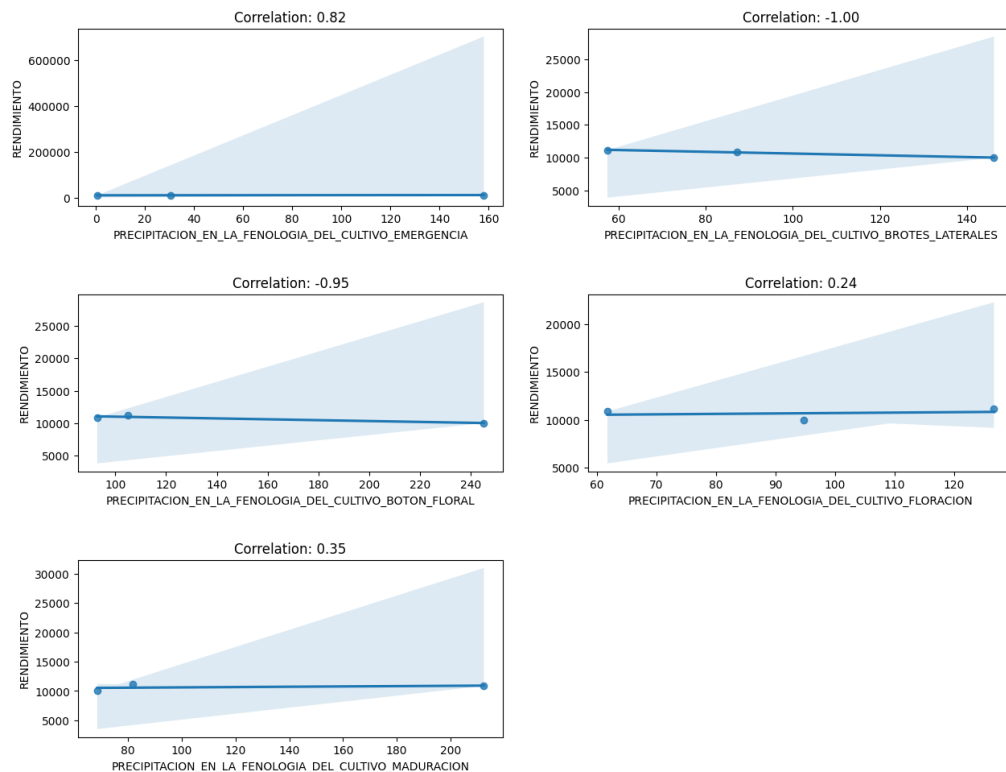 Correlation: 0.82
RENDIMIENTO
600000
400000
200000
0
0 20 40 60 80 100 120 140 160
PRECIPITACION_EN_LA_FENOLOGIA_DEL_CULTIVO_EMERGENCIA
Correlation: -1.00
RENDIMIENTO
25000
20000
15000
10000
5000
60 80 100 120 140
PRECIPITACION_EN_LA_FENOLOGIA_DEL_CULTIVO_BROTES_LATERALES
Correlation: -0.95
RENDIMIENTO
25000
20000
15000
10000
5000
100 120 140 160 180 200 220 240
PRECIPITACION_EN_LA_FENOLOGIA_DEL_CULTIVO_BOTON_FLORAL
Correlation: 0.24
RENDIMIENTO
20000
15000
10000
5000
60 70 80 90 100 110 120
PRECIPITACION_EN_LA_FENOLOGIA_DEL_CULTIVO_FLORACION
Correlation: 0.35
RENDIMIENTO
30000
25000
20000
15000
10000
5000
80 100 120 140 160 180 200
PRECIPITACION_EN_LA_FENOLOGIA_DEL_CULTIVO_MADURACION